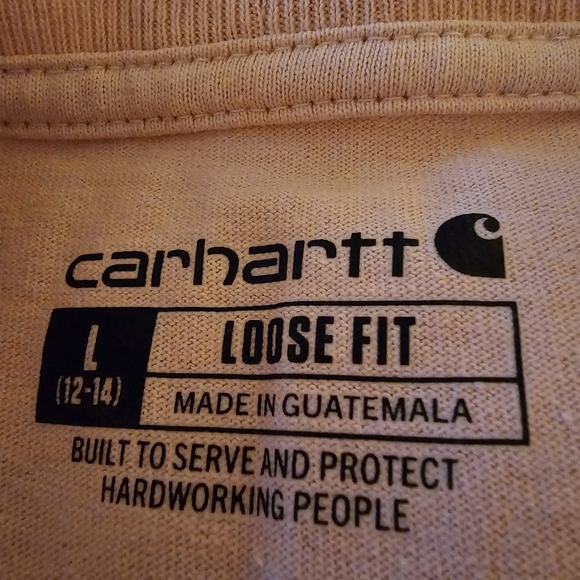 carhartt
L
(12-14)
LOOSE FIT
MADE IN GUATEMALA
BUILT TO SERVE AND PROTECT
HARDWORKING PEOPLE